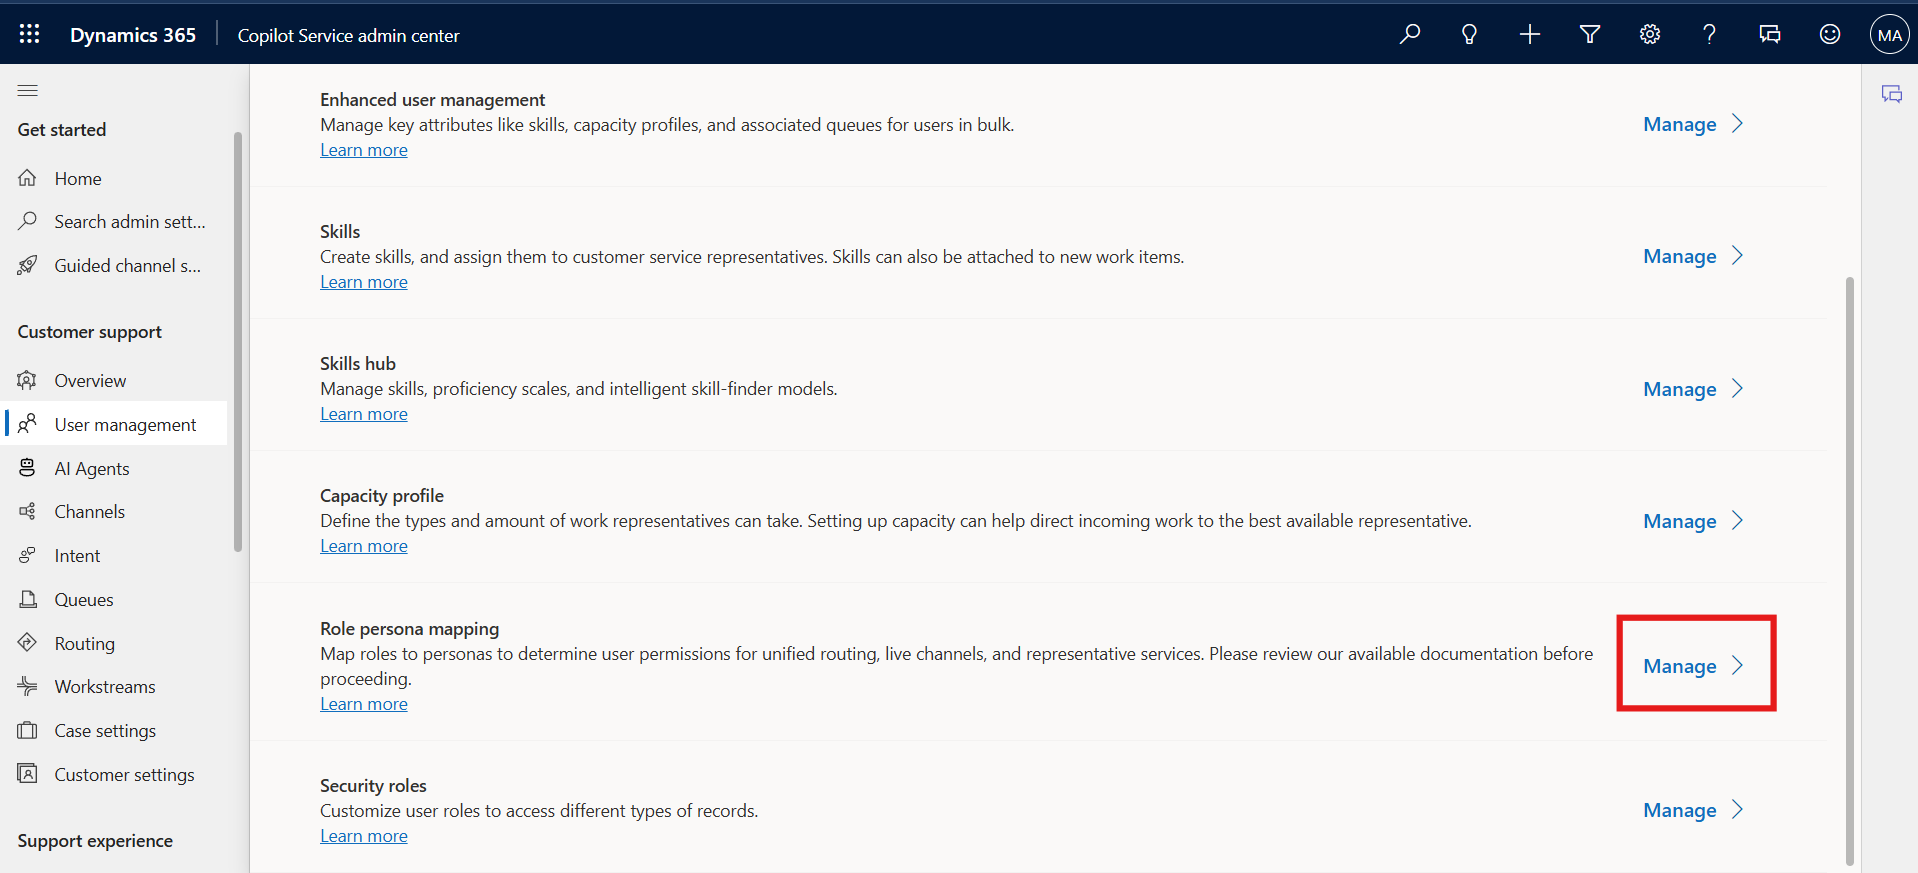 Dynamics 365
Copilot Service admin center
MA
Get started
Home
Search admin sett...
Guided channel s...
Customer support
Overview
User management
AI Agents
Channels
Intent
Queues
Routing
Workstreams
Case settings
Customer settings
Support experience
Enhanced user management
Manage key attributes like skills, capacity profiles, and associated queues for users in bulk.
Learn more
Manage
Skills
Create skills, and assign them to customer service representatives. Skills can also be attached to new work items.
Learn more
Manage
Skills hub
Manage skills, proficiency scales, and intelligent skill-finder models.
Learn more
Manage
Capacity profile
Define the types and amount of work representatives can take. Setting up capacity can help direct incoming work to the best available representative.
Learn more
Manage
Role persona mapping
Map roles to personas to determine user permissions for unified routing, live channels, and representative services. Please review our available documentation before
proceeding.
Learn more
Manage
Security roles
Customize user roles to access different types of records.
Learn more
Manage